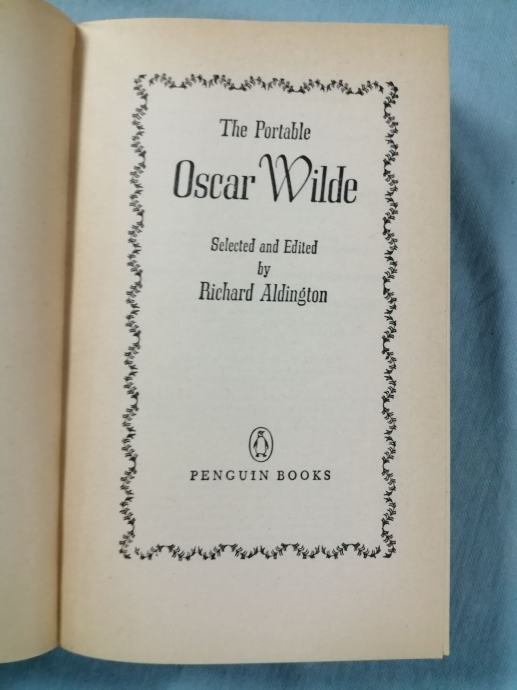 The Portable
Oscar Wilde
Selected and Edited
by
Richard Aldington
PENGUIN BOOKS